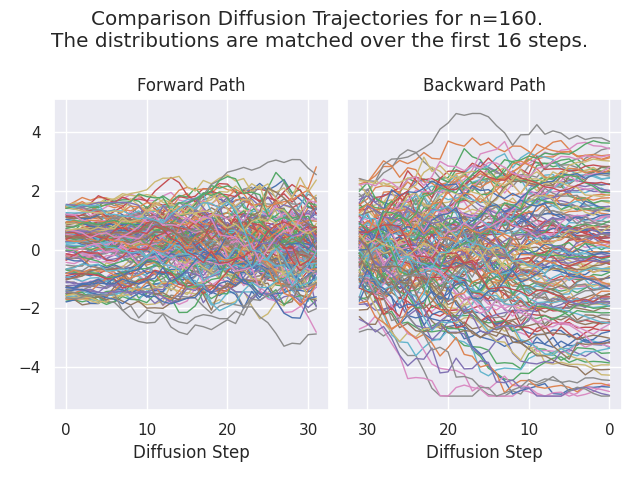 Comparison Diffusion Trajectories for n=160.
The distributions are matched over the first 16 steps.
Forward Path
Backward Path
4
2
0
−2
−4
0 10 20 30
30 20 10 0
Diffusion Step
Diffusion Step